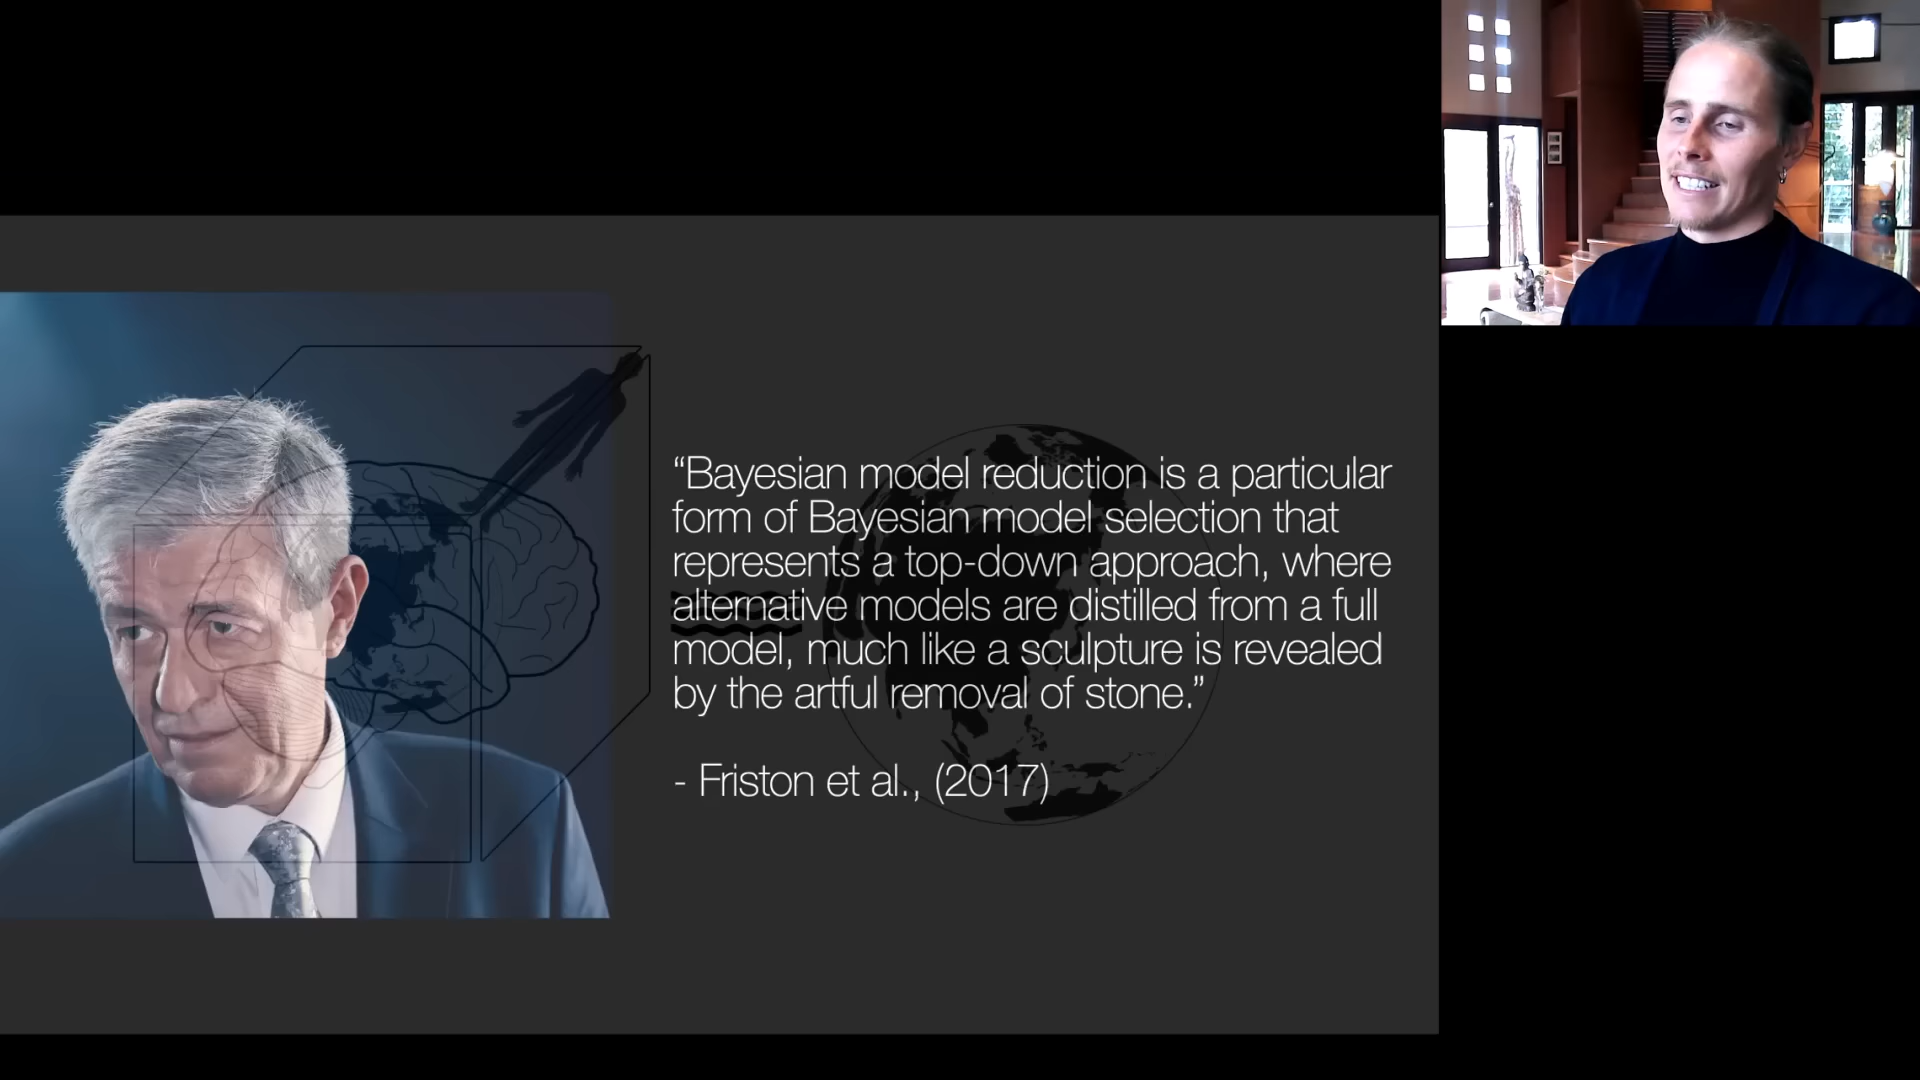 “Bayesian model reduction is a particular
form of Bayesian model selection that
represents a top-down approach, where
alternative models are distilled from a full
model, much like a sculpture is revealed
by the artful removal of stone.”
- Friston et al., (2017)